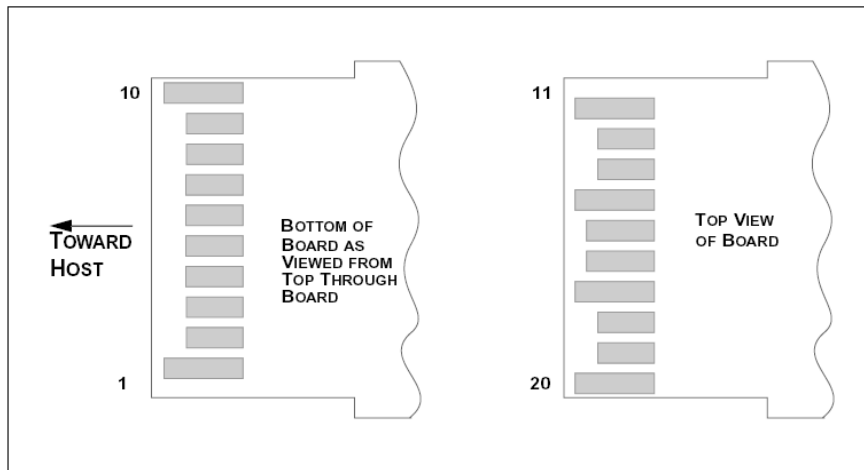 10
TOWARD
HOST
1
BOTTOM OF
BOARD AS
VIEWED FROM
TOP THROUGH
BOARD
11
TOP VIEW
OF BOARD
20